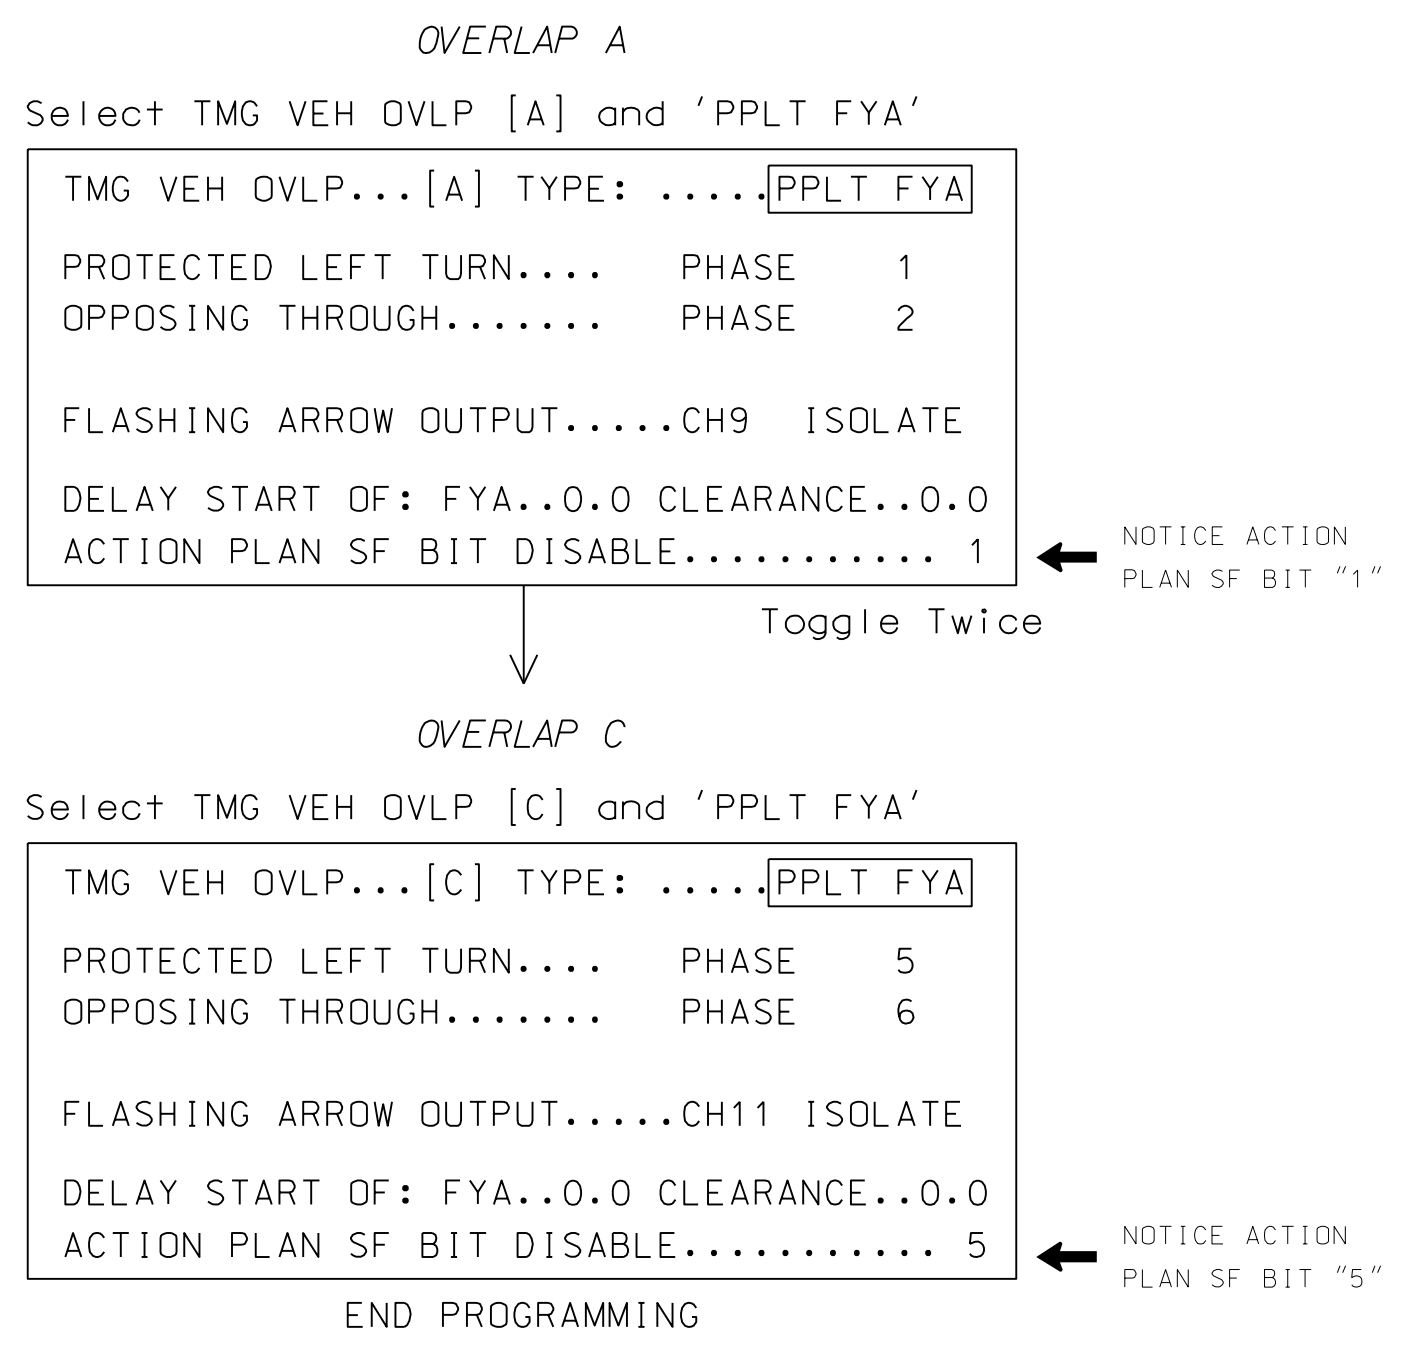 OVERLAP A
Select TMG VEH OVLP [A] and 'PPLT FYA'
TMG VEH OVLP...[A] TYPE: .....PPLT FYA
PROTECTED LEFT TURN.... PHASE 1
OPPOSING THROUGH....... PHASE 2
FLASHING ARROW OUTPUT.....CH9 ISOLATE
DELAY START OF: FYA..0.0 CLEARANCE..0.0
ACTION PLAN SF BIT DISABLE........... 1
NOTICE ACTION
PLAN SF BIT "1"
Toggle Twice
OVERLAP C
Select TMG VEH OVLP [C] and 'PPLT FYA'
TMG VEH OVLP...[C] TYPE: .....PPLT FYA
PROTECTED LEFT TURN.... PHASE 5
OPPOSING THROUGH....... PHASE 6
FLASHING ARROW OUTPUT.....CH11 ISOLATE
DELAY START OF: FYA..0.0 CLEARANCE..0.0
ACTION PLAN SF BIT DISABLE........... 5
NOTICE ACTION
PLAN SF BIT "5"
END PROGRAMMING